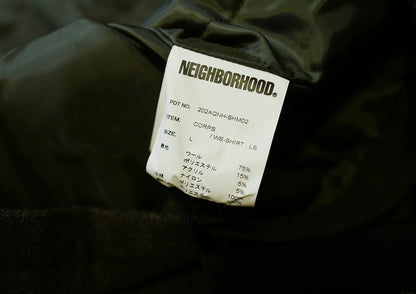 NEIGHBORHOOD®
PDT NO. 202AQNH-SHM02
ITEM. CORPS
/WE-SHIRT LS
SIZE. L
ウール 75%
ポリエステル 15%
アクリル 5%
ナイロン 5%
ポリエステル 100%